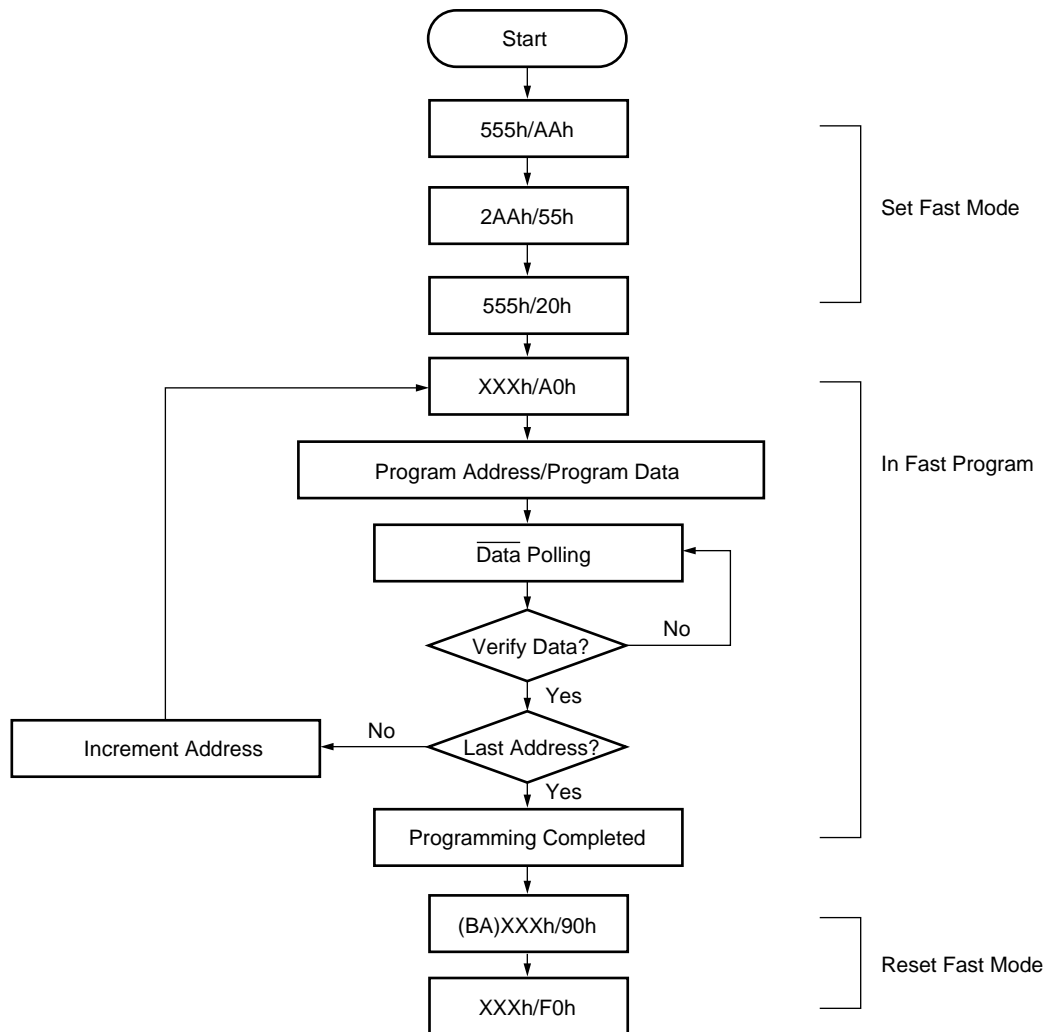 Start
555h/AAh
2AAh/55h
Set Fast Mode
555h/20h
XXXh/A0h
In Fast Program
Program Address/Program Data
Data Polling
Verify Data?
No
Yes
Increment Address
No
Last Address?
Yes
Programming Completed
(BA)XXXh/90h
Reset Fast Mode
XXXh/F0h